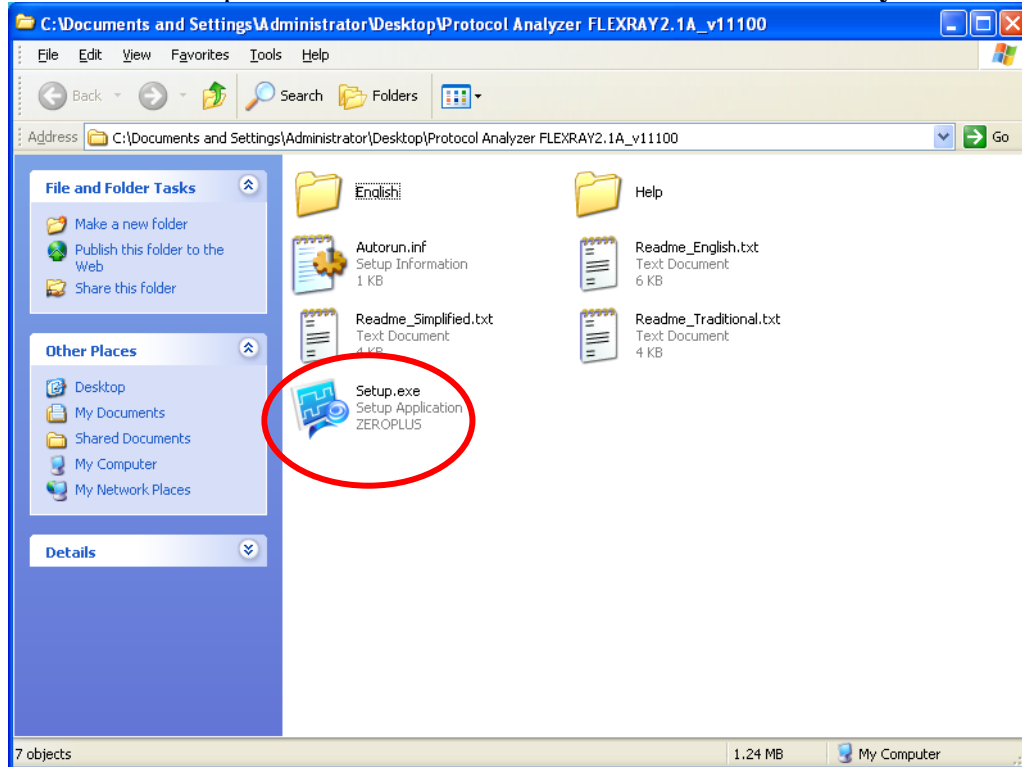 C:\Documents and Settings\Administrator\Desktop\Protocol Analyzer FLEXRAY2.1A_v11100
File Edit View Favorites Tools Help
Back Search Folders
Address C:\Documents and Settings\Administrator\Desktop\Protocol Analyzer FLEXRAY2.1A_v11100 Go
File and Folder Tasks
Make a new folder
Publish this folder to the
Web
Share this folder
Other Places
Desktop
My Documents
Shared Documents
My Computer
My Network Places
Details
English
Help
Autorun.inf
Setup Information
1 KB
Readme_English.txt
Text Document
6 KB
Readme_Simplified.txt
Text Document
4 KB
Readme_Traditional.txt
Text Document
4 KB
Setup.exe
Setup Application
ZEROPLUS
7 objects 1.24 MB My Computer